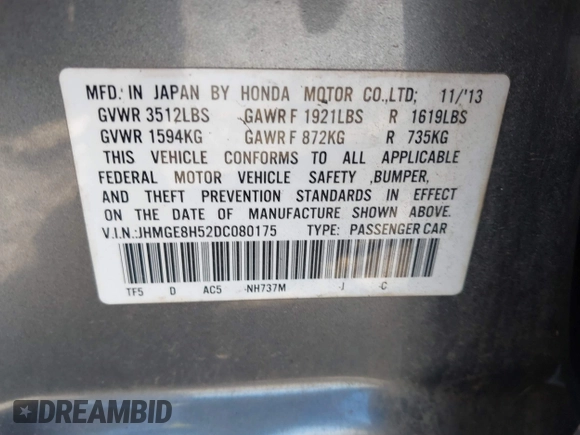 MFD. IN JAPAN BY HONDA MOTOR CO.,LTD; 11/'13
GVWR 3512LBS GAWR F 1921LBS R 1619LBS
GVWR 1594KG GAWR F 872KG R 735KG
THIS VEHICLE CONFORMS TO ALL APPLICABLE
FEDERAL MOTOR VEHICLE SAFETY ,BUMPER,
AND THEFT PREVENTION STANDARDS IN EFFECT
ON THE DATE OF MANUFACTURE SHOWN ABOVE.
V.I.N.:JHMGE8H52DC080175 TYPE: PASSENGER CAR
TF5 D AC5 -NH737M -I -C
DREAMBID